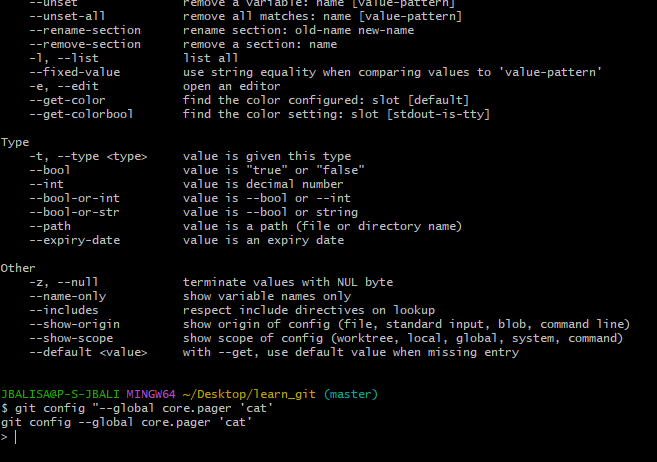 --unset name remove a variable: name [value-pattern]
--unset-all remove all matches: name [value-pattern]
--rename-section rename section: old-name new-name
--remove-section remove a section: name
-l, --list list all
--fixed-value use string equality when comparing values to 'value-pattern'
-e, --edit open an editor
--get-color find the color configured: slot [default]
--get-colorbool find the color setting: slot [stdout-is-tty]
Type
-t, --type <type> value is given this type
--bool value is "true" or "false"
--int value is decimal number
--bool-or-int value is --bool or --int
--bool-or-str value is --bool or string
--path value is a path (file or directory name)
--expiry-date value is an expiry date
Other
-z, --null terminate values with NUL byte
--name-only show variable names only
--includes respect include directives on lookup
--show-origin show origin of config (file, standard input, blob, command line)
--show-scope show scope of config (worktree, local, global, system, command)
--default <value> with --get, use default value when missing entry
JBALISA@P-S-JBALI MINGW64 ~/Desktop/learn_git (master)
$ git config "--global core.pager 'cat'
git config --global core.pager 'cat'
>